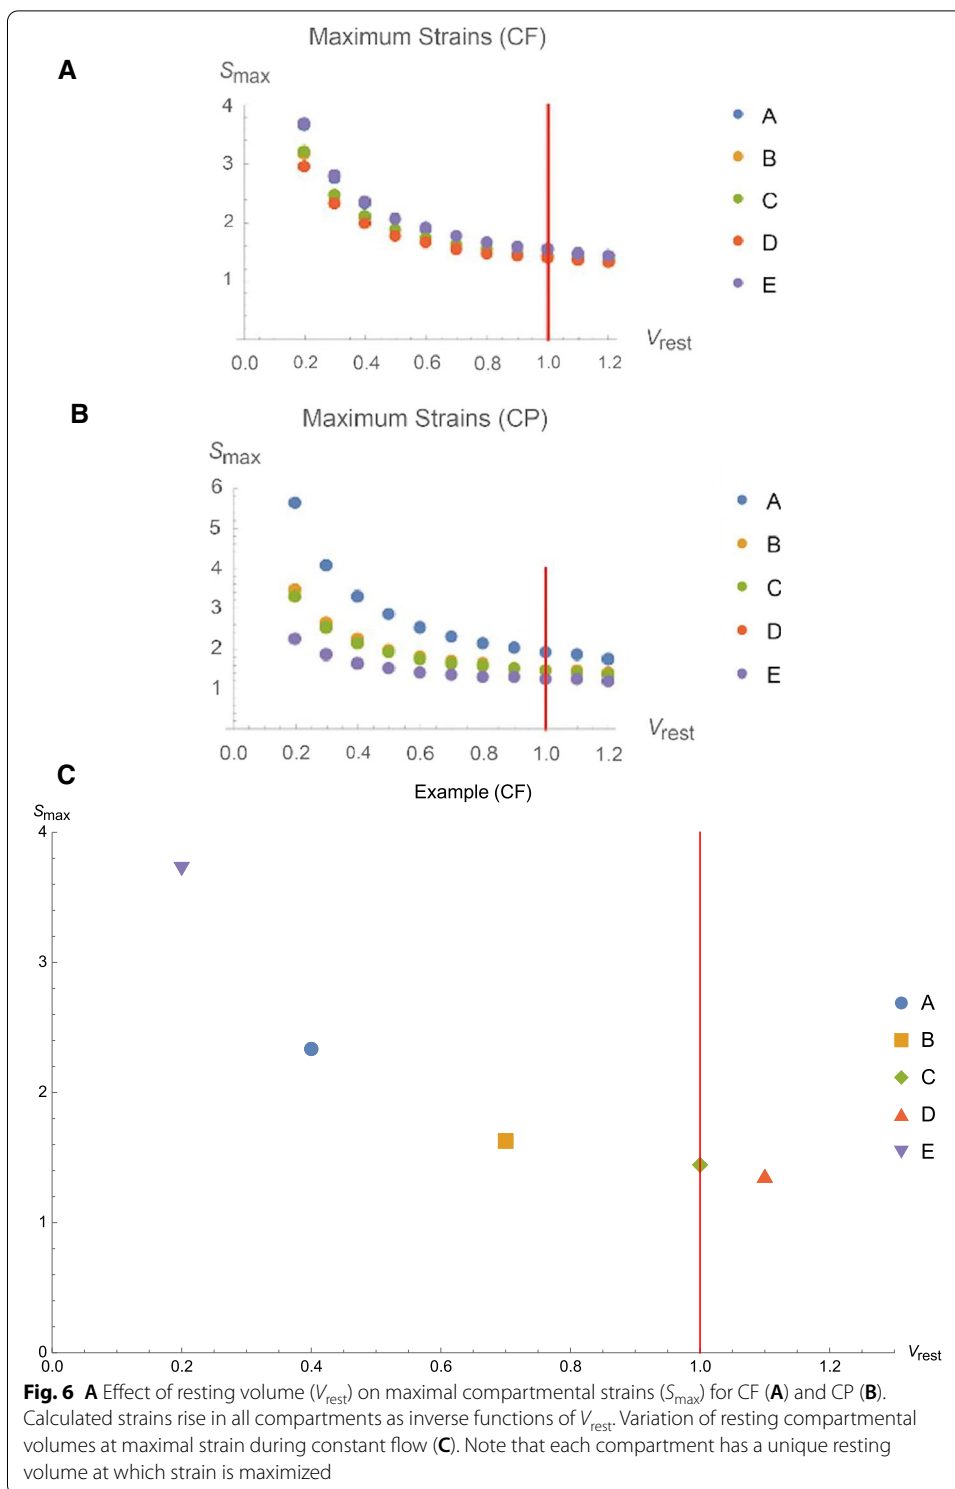 Maximum Strains (CF)
A
Smax
4
3
2
1
0.0 0.2 0.4 0.6 0.8 1.0 1.2
Vrest
A
B
C
D
E
B
Maximum Strains (CP)
Smax
6
5
4
3
2
1
0.0 0.2 0.4 0.6 0.8 1.0 1.2
Vrest
A
B
C
D
E
C
Example (CF)
Smax
4
3
2
1
0
0.0 0.2 0.4 0.6 0.8 1.0 1.2
Vrest
A
B
C
D
E
Fig. 6 A Effect of resting volume (Vrest) on maximal compartmental strains (Smax) for CF (A) and CP (B).
Calculated strains rise in all compartments as inverse functions of Vrest. Variation of resting compartmental
volumes at maximal strain during constant flow (C). Note that each compartment has a unique resting
volume at which strain is maximized